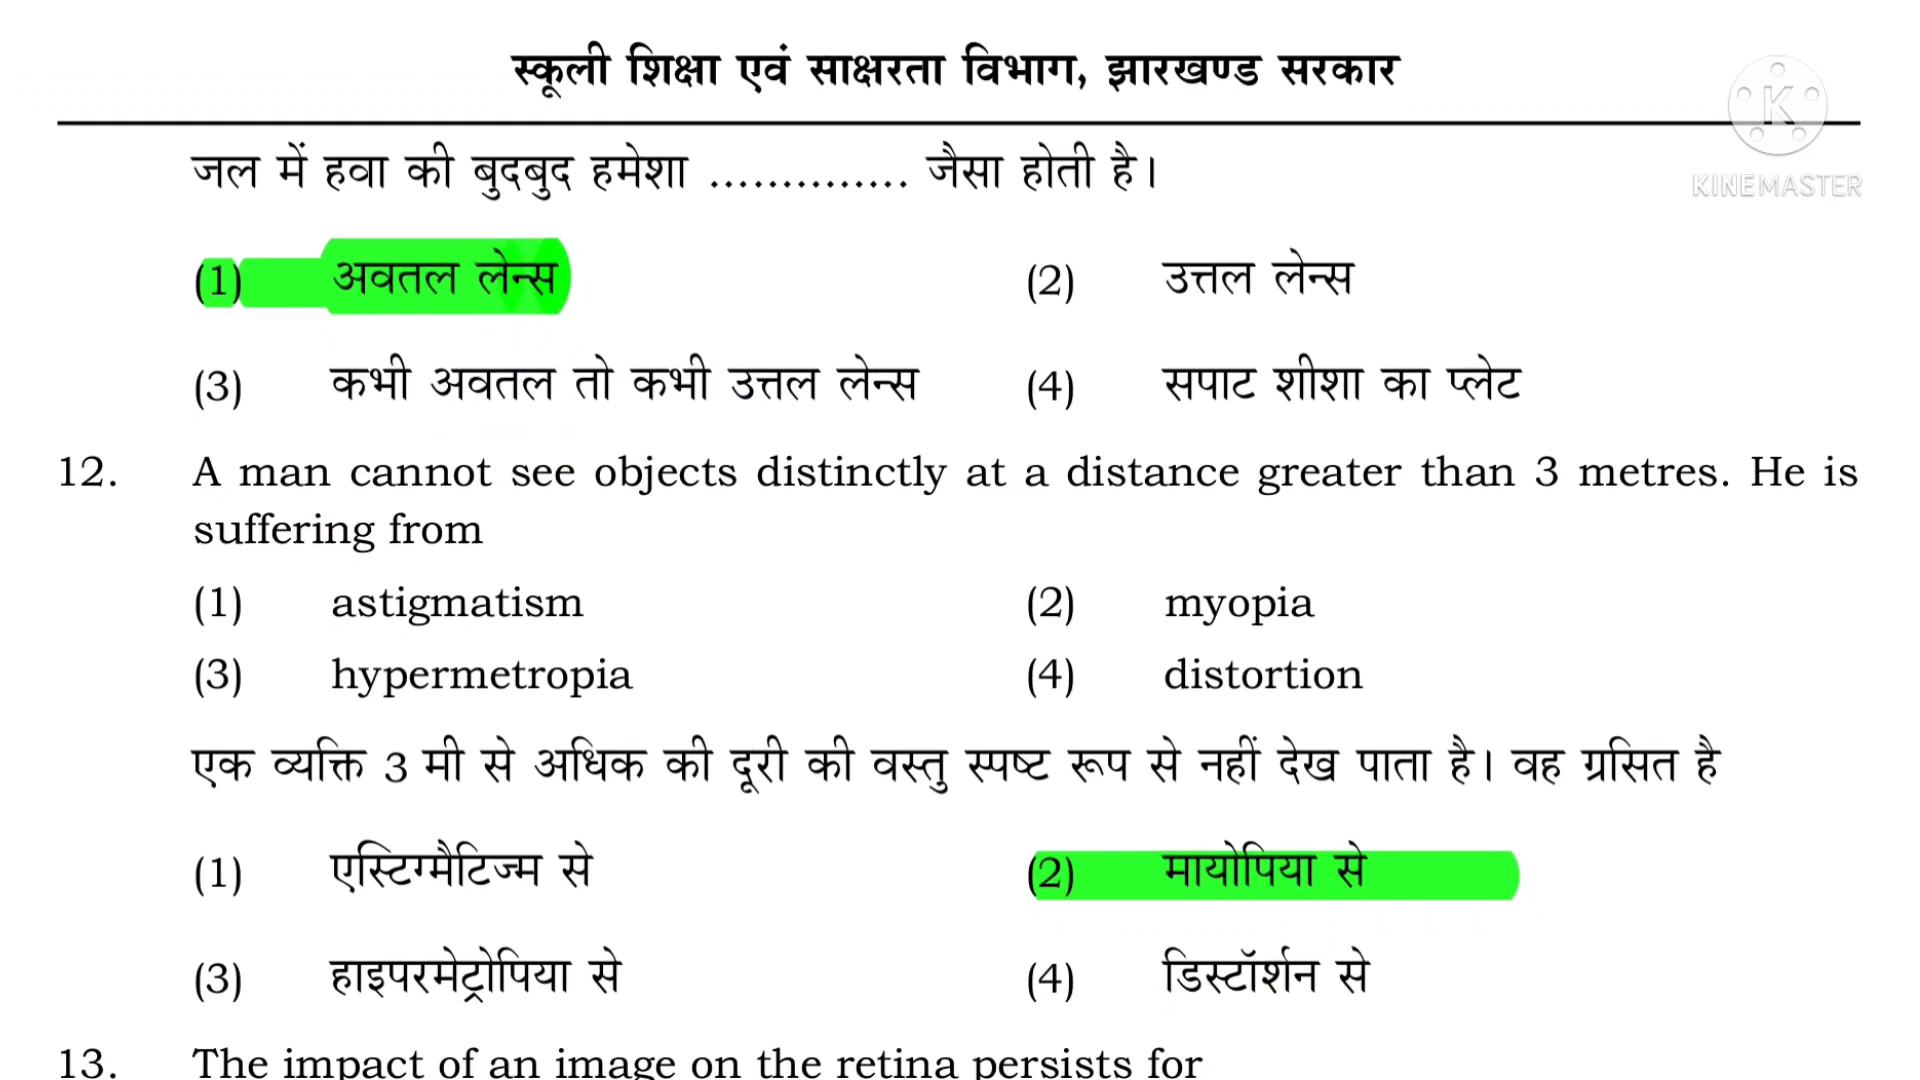 स्कूली शिक्षा एवं साक्षरता विभाग, झारखण्ड सरकार
KINEMASTER
जल में हवा की बुदबुद हमेशा .............. जैसा होती है।
(1) अवतल लेन्स (2) उत्तल लेन्स
(3) कभी अवतल तो कभी उत्तल लेन्स (4) सपाट शीशा का प्लेट
12. A man cannot see objects distinctly at a distance greater than 3 metres. He is
suffering from
(1) astigmatism (2) myopia
(3) hypermetropia (4) distortion
एक व्यक्ति 3 मी से अधिक की दूरी की वस्तु स्पष्ट रूप से नहीं देख पाता है। वह ग्रसित है
(1) एस्टिग्मैटिज्म से (2) मायोपिया से
(3) हाइपरमेट्रोपिया से (4) डिस्टॉर्शन से
13. The impact of an image on the retina persists for